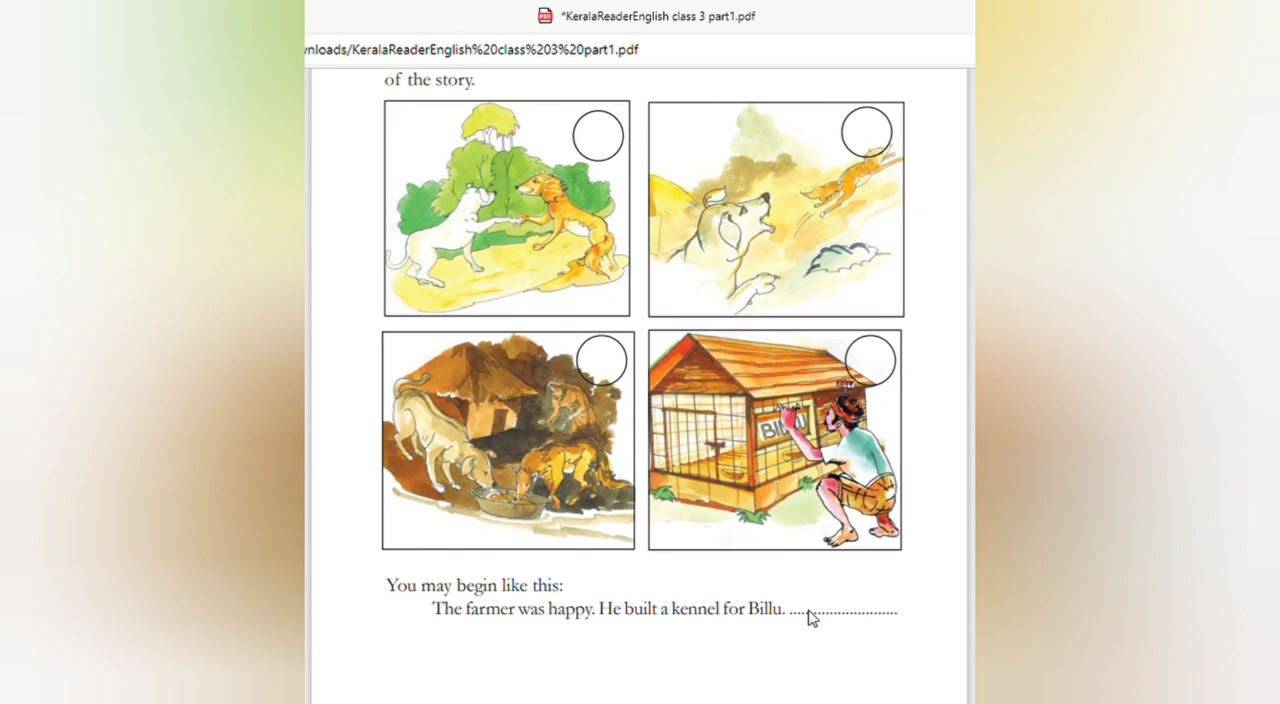 *KeralaReaderEnglish class 3 part1.pdf
nloads/KeralaReaderEnglish%20class%203%20part1.pdf
of the story.
BILLU
You may begin like this:
The farmer was happy. He built a kennel for Billu. ............................